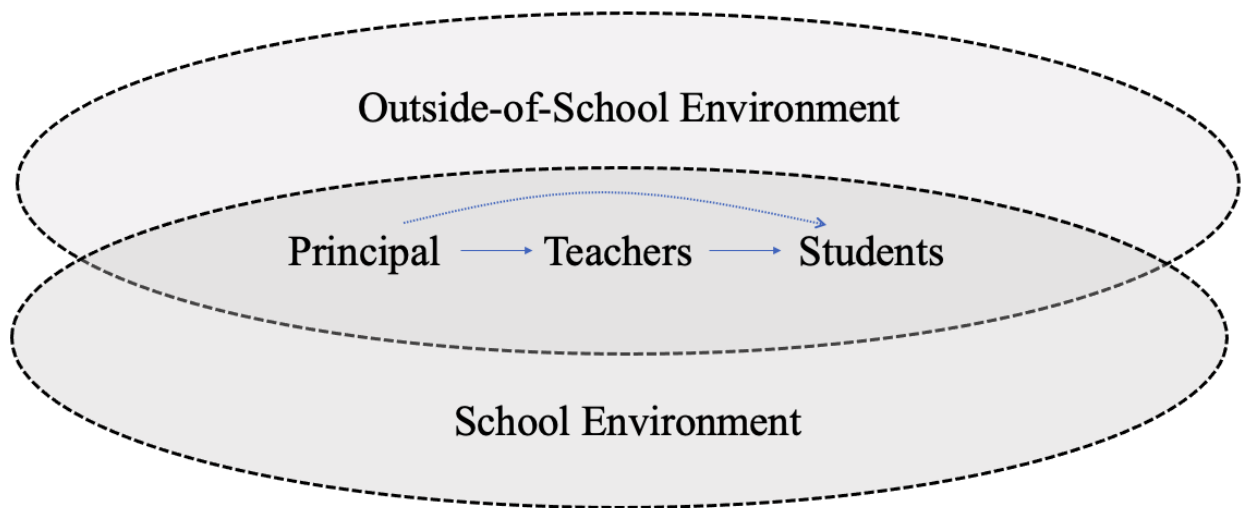 Outside-of-School Environment
Principal Teachers Students
School Environment